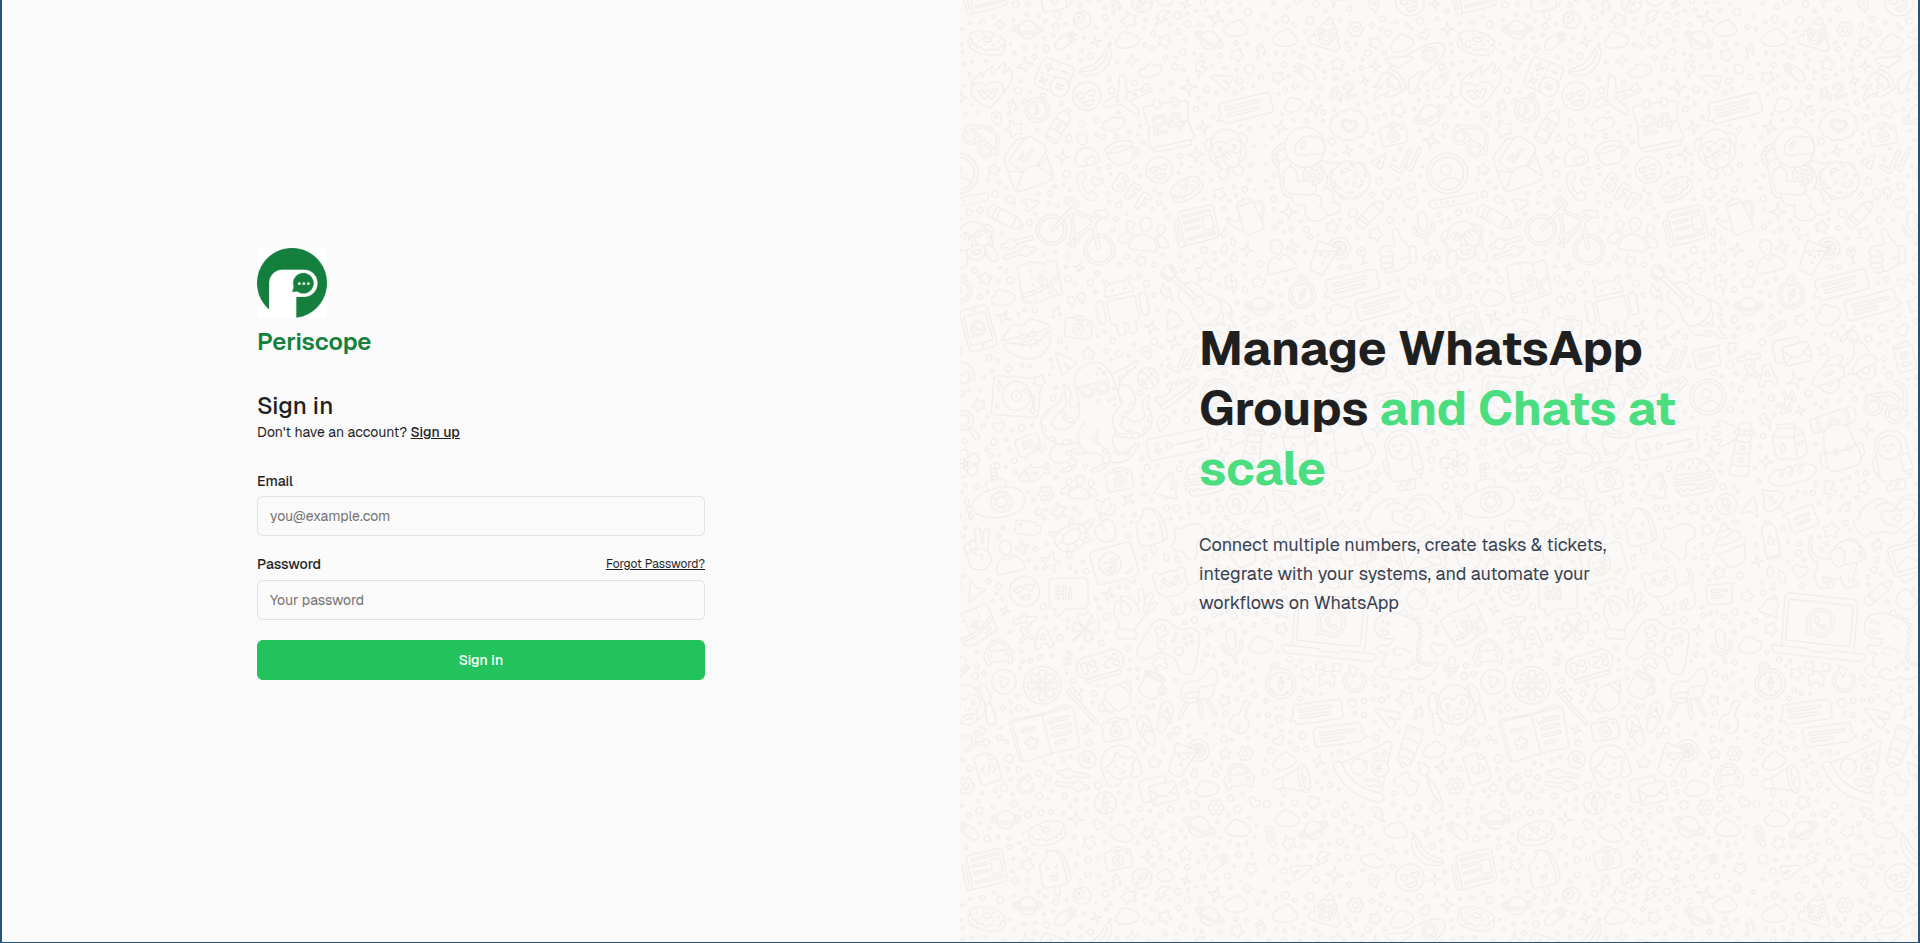 Periscope
Sign in
Don't have an account? Sign up
Email
you@example.com
Password
Forgot Password?
Your password
Sign in
Manage WhatsApp
Groups and Chats at
scale
Connect multiple numbers, create tasks & tickets,
integrate with your systems, and automate your
workflows on WhatsApp